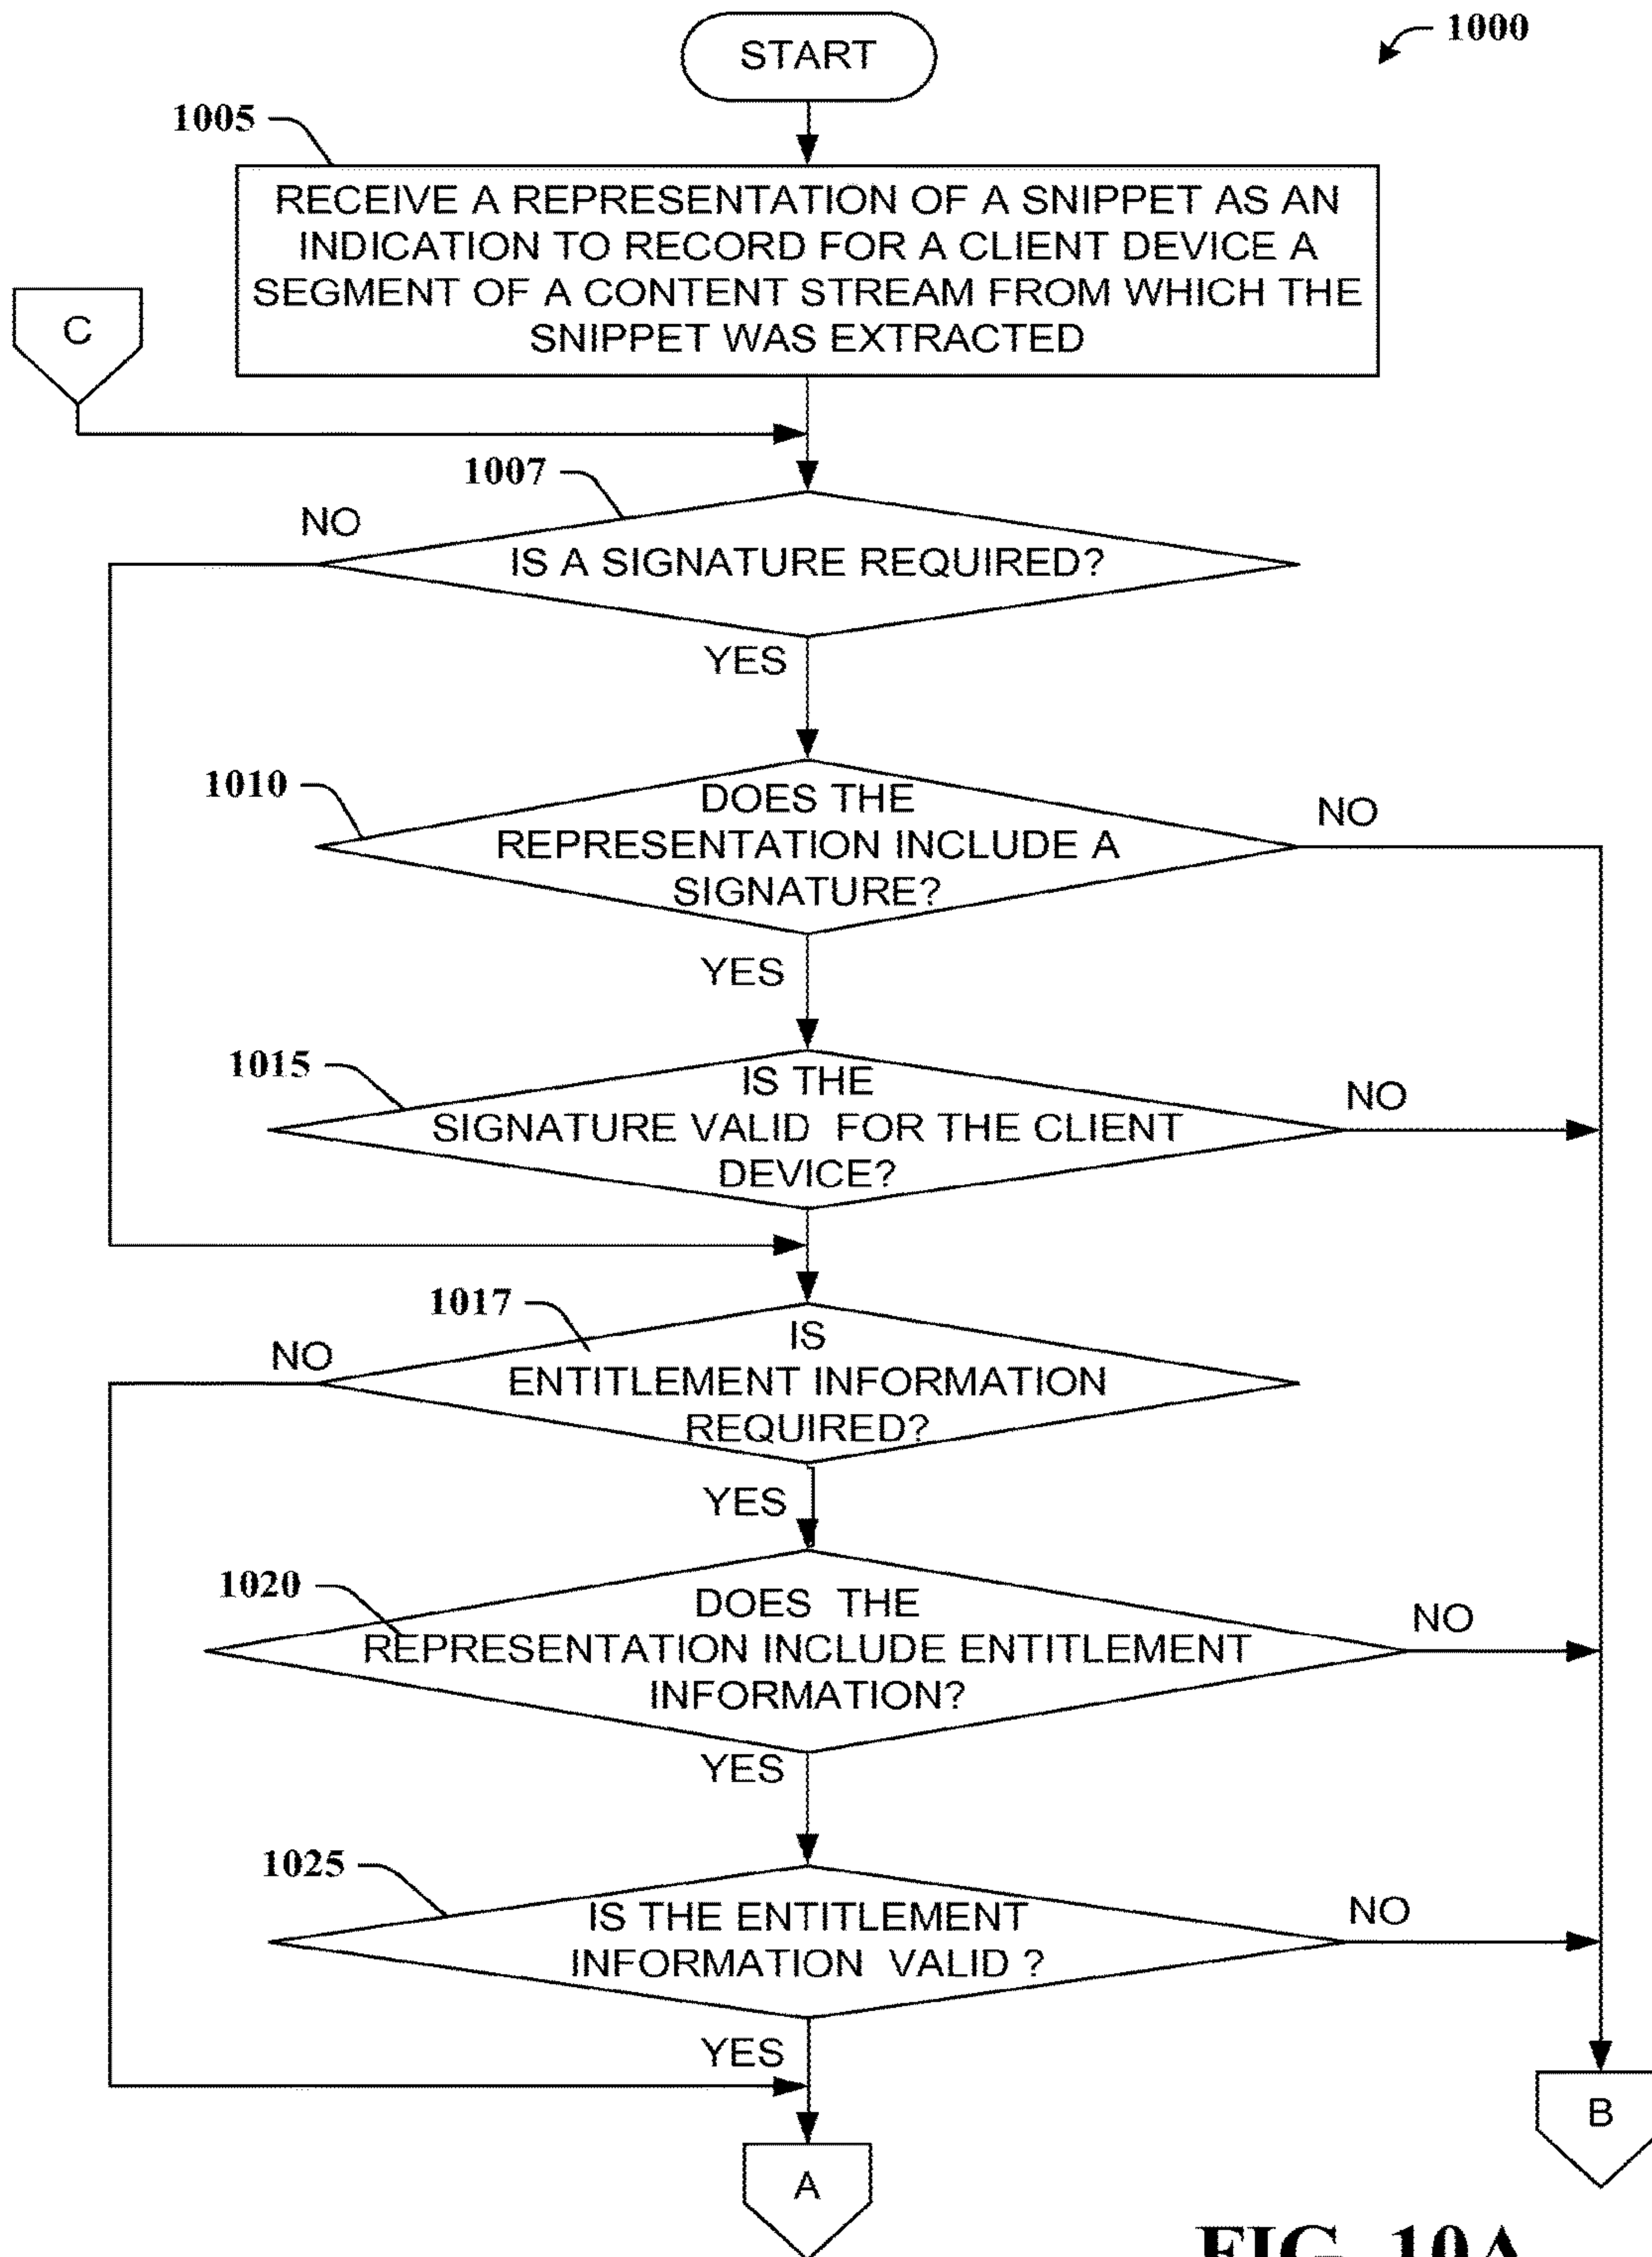 START
1000
1005
RECEIVE A REPRESENTATION OF A SNIPPET AS AN
INDICATION TO RECORD FOR A CLIENT DEVICE A
SEGMENT OF A CONTENT STREAM FROM WHICH THE
SNIPPET WAS EXTRACTED
C
1007
NO
IS A SIGNATURE REQUIRED?
YES
1010
DOES THE
REPRESENTATION INCLUDE A
SIGNATURE?
NO
YES
1015
IS THE
SIGNATURE VALID FOR THE CLIENT
DEVICE?
NO
1017
NO
IS
ENTITLEMENT INFORMATION
REQUIRED?
YES
1020
DOES THE
REPRESENTATION INCLUDE ENTITLEMENT
INFORMATION?
NO
YES
1025
IS THE ENTITLEMENT
INFORMATION VALID ?
NO
YES
B
A
FIG. 10A